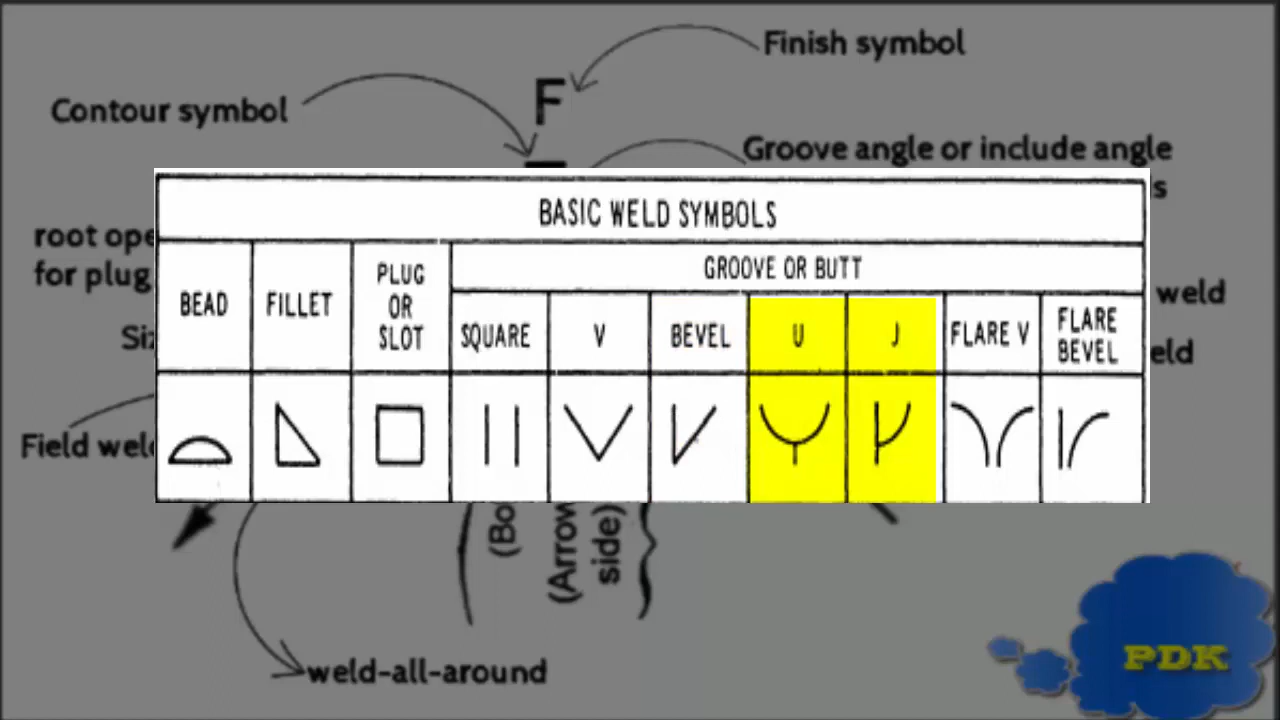 Finish symbol
Contour symbol
F
Groove angle or include angle
s
root ope
for plug
BASIC WELD SYMBOLS
GROOVE OR BUTT
BEAD
FILLET
PLUG
OR
SLOT
SQUARE
V
BEVEL
U
J
FLARE V
FLARE
BEVEL
weld
Siz
eld
Field weld
(Bo
(Arrow
side)
weld-all-around
PDK